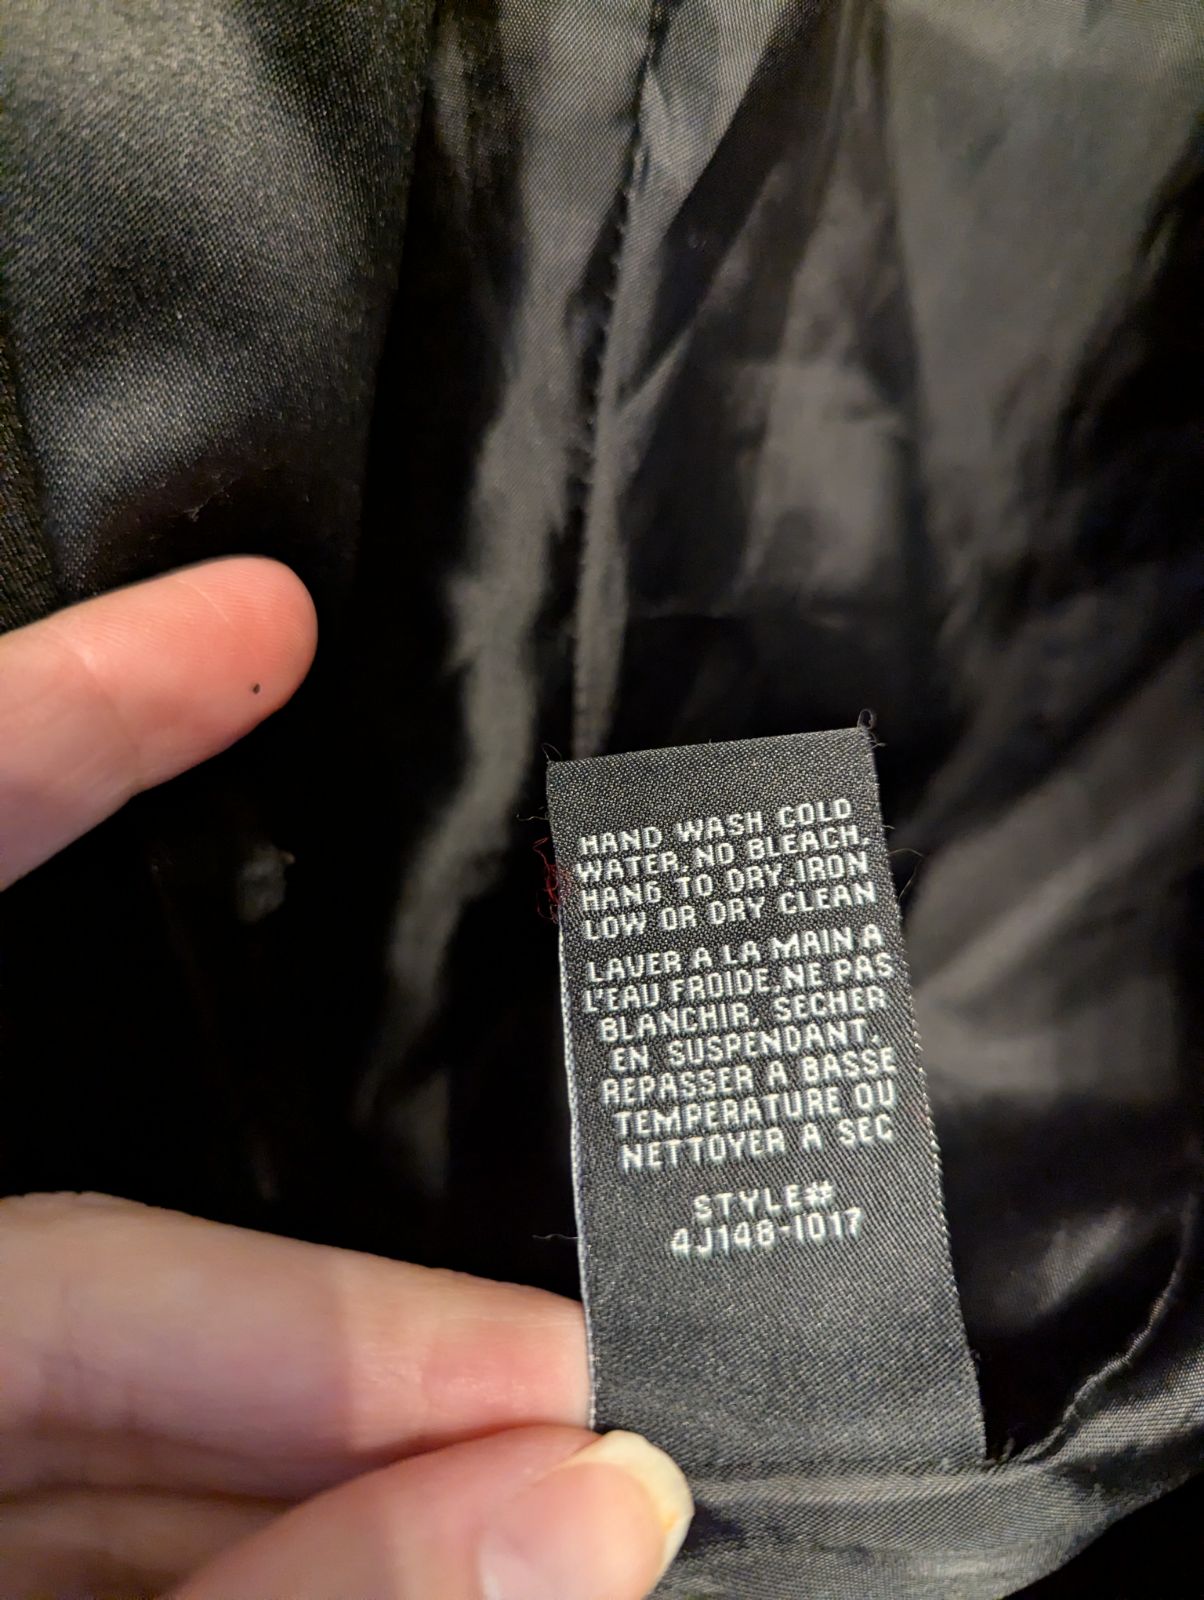 HAND WASH COLD
WATER. NO BLEACH.
HANG TO DRY. IRON
LOW OR DRY CLEAN
LAVER A LA MAIN A
L'EAU FROIDE. NE PAS
BLANCHIR, SECHER
EN SUSPENDANT.
REPASSER A BASSE
TEMPERATURE OU
NETTOYER A SEC
STYLE#
4J148-1017